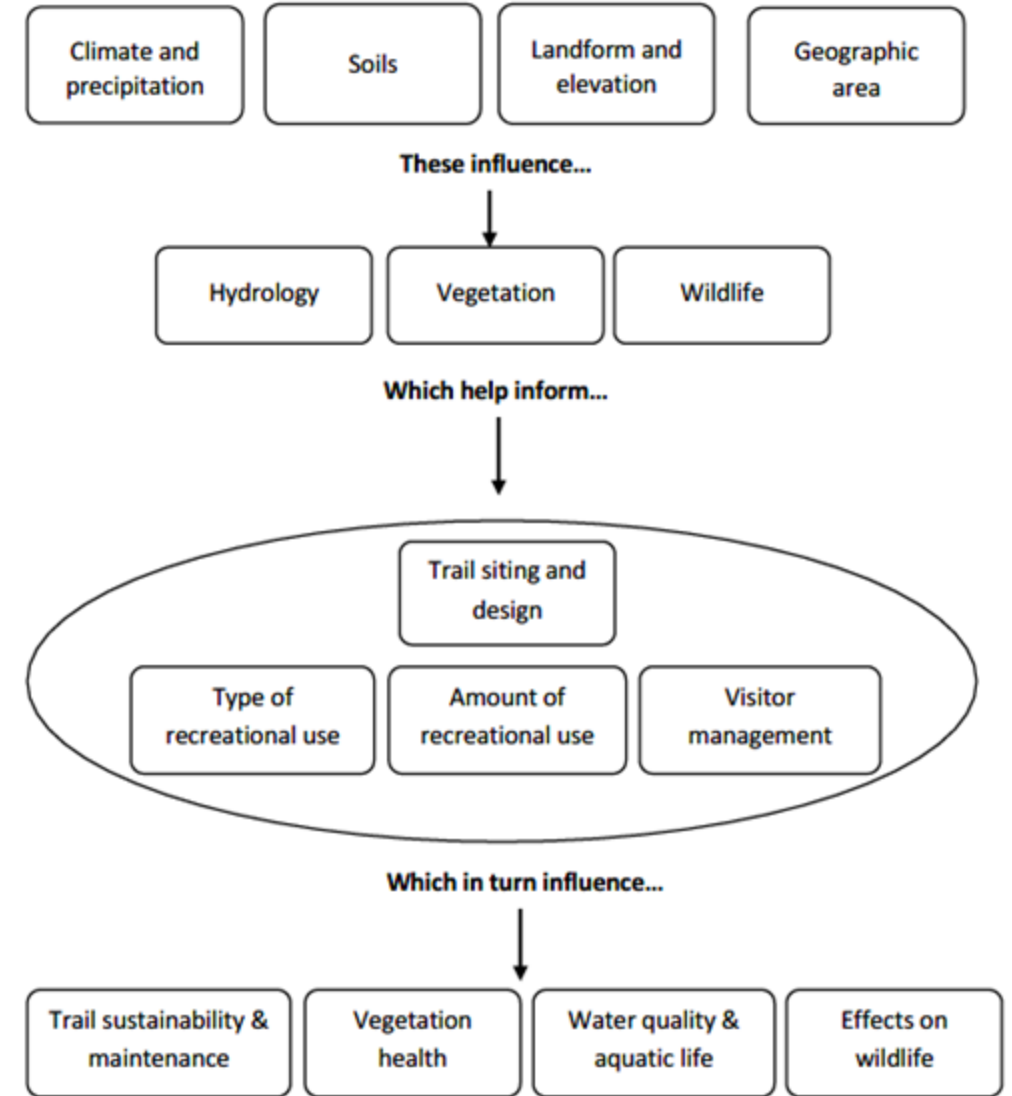 Climate and
precipitation
Soils
Landform and
elevation
Geographic
area
These influence...
Hydrology
Vegetation
Wildlife
Which help inform...
Trail siting and
design
Type of
recreational use
Amount of
recreational use
Visitor
management
Which in turn influence...
Trail sustainability &
maintenance
Vegetation
health
Water quality &
aquatic life
Effects on
wildlife